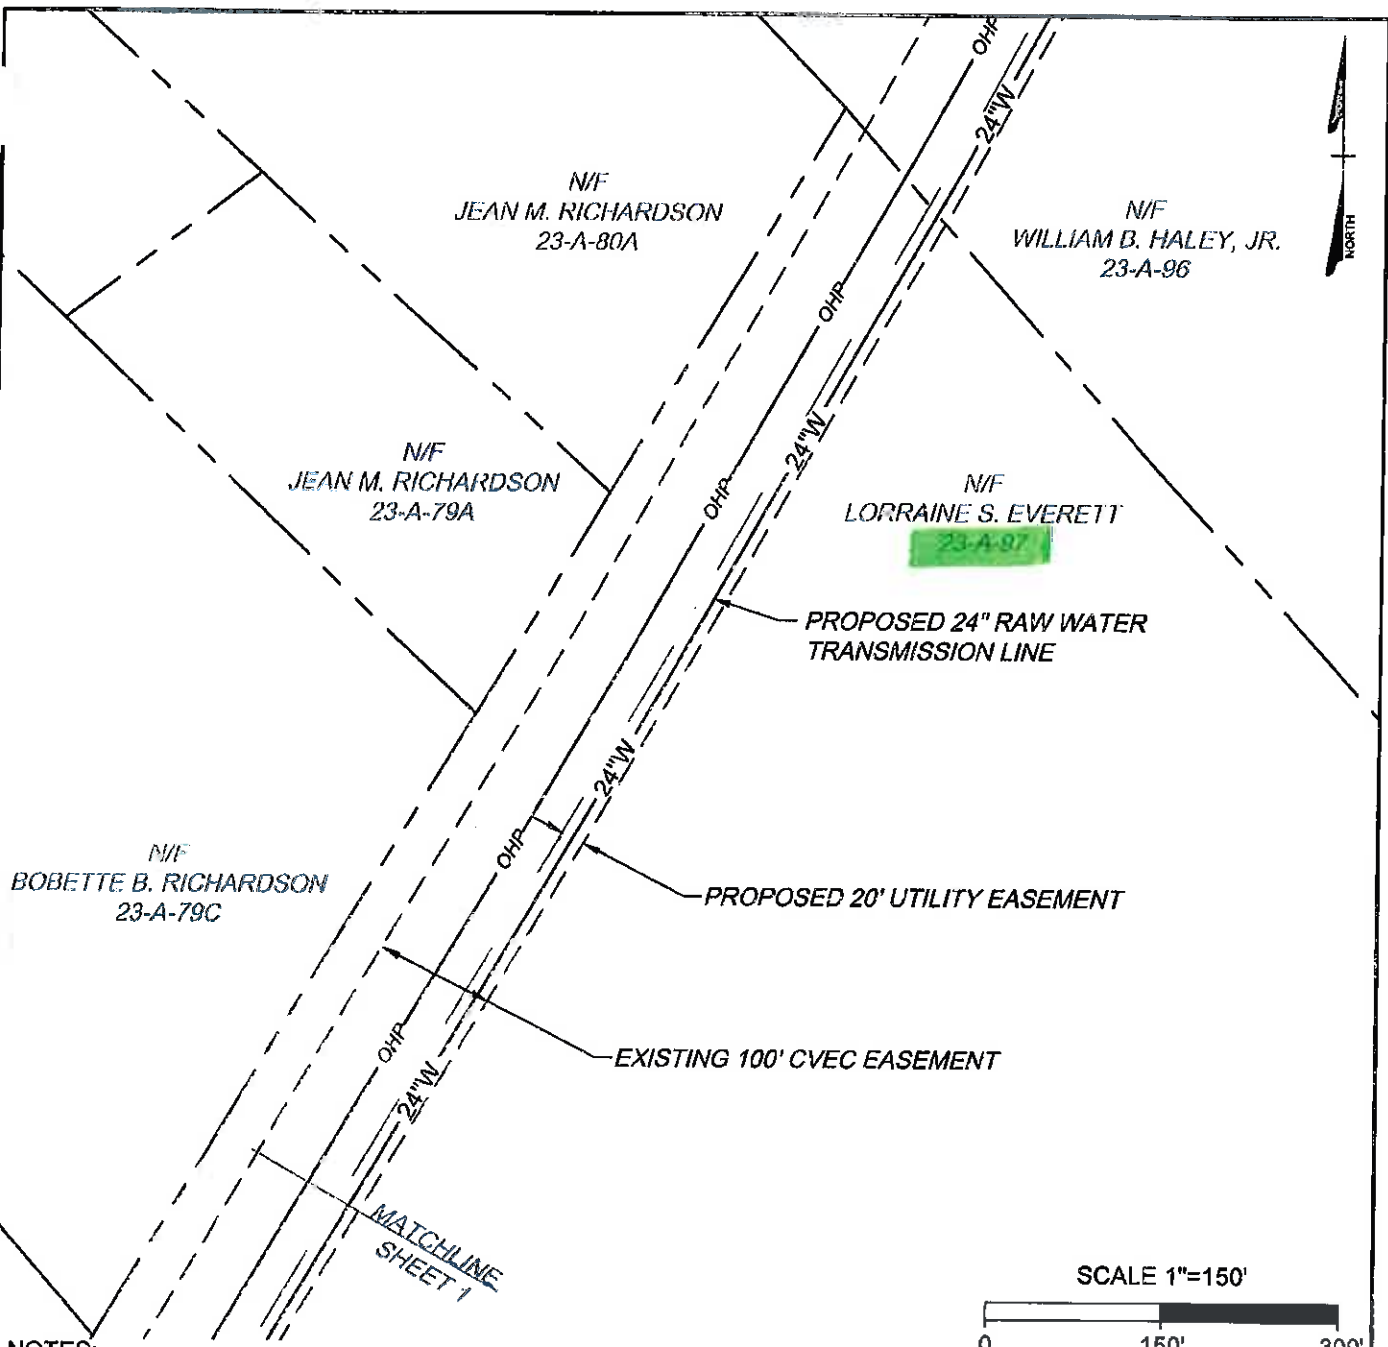 OHP
24"W
N/F
JEAN M. RICHARDSON
23-A-80A
N/F
WILLIAM B. HALEY, JR.
23-A-96
NORTH
OHP
N/F
JEAN M. RICHARDSON
23-A-79A
24"W
OHP
N/F
LORRAINE S. EVERETT
23-A-97
PROPOSED 24" RAW WATER
TRANSMISSION LINE
24"W
OHP
N/F
BOBETTE B. RICHARDSON
23-A-79C
PROPOSED 20' UTILITY EASEMENT
OHP
EXISTING 100' CVEC EASEMENT
24"W
MATCHLINE
SHEET 1
SCALE 1"=150'
0 150' 300'
NOTES: